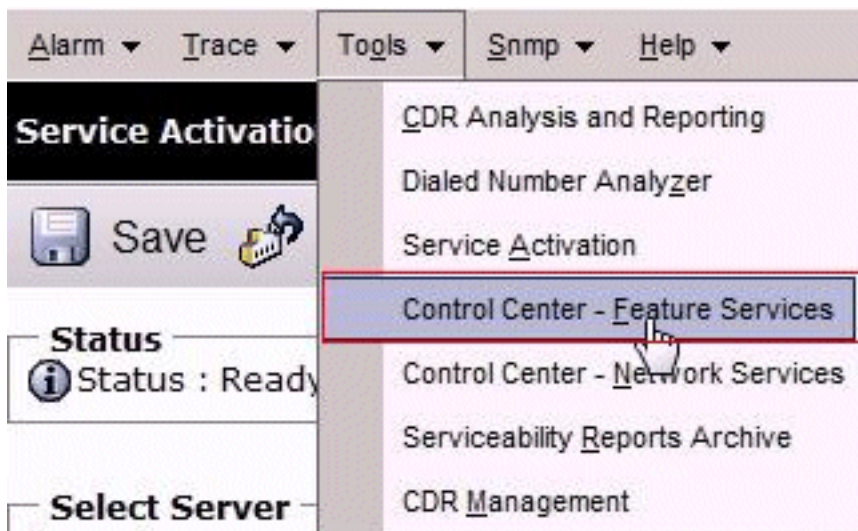 Alarm Trace Tools Snmp Help
Service Activatio
CDR Analysis and Reporting
Dialed Number Analyzer
Save
Service Activation
Control Center - Feature Services
Status
Status : Ready
Control Center - Network Services
Serviceability Reports Archive
Select Server
CDR Management